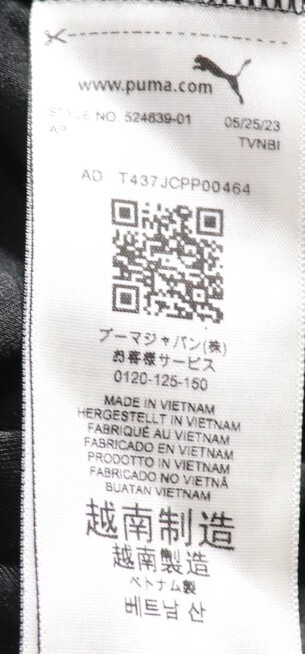 www.puma.com
STYLE NO. 524639-01 05/25/23
AP TVNBI
AD T437JCPP00464
プーマジャパン(株)
お客様サービス
0120-125-150
MADE IN VIETNAM
HERGESTELLT IN VIETNAM
FABRIQUÉ AU VIETNAM
FABRICADO EN VIETNAM
PRODOTTO IN VIETNAM
FABRICADO NO VIETNÃ
BUATAN VIETNAM
越南制造
越南製造
ベトナム製
베트남 산